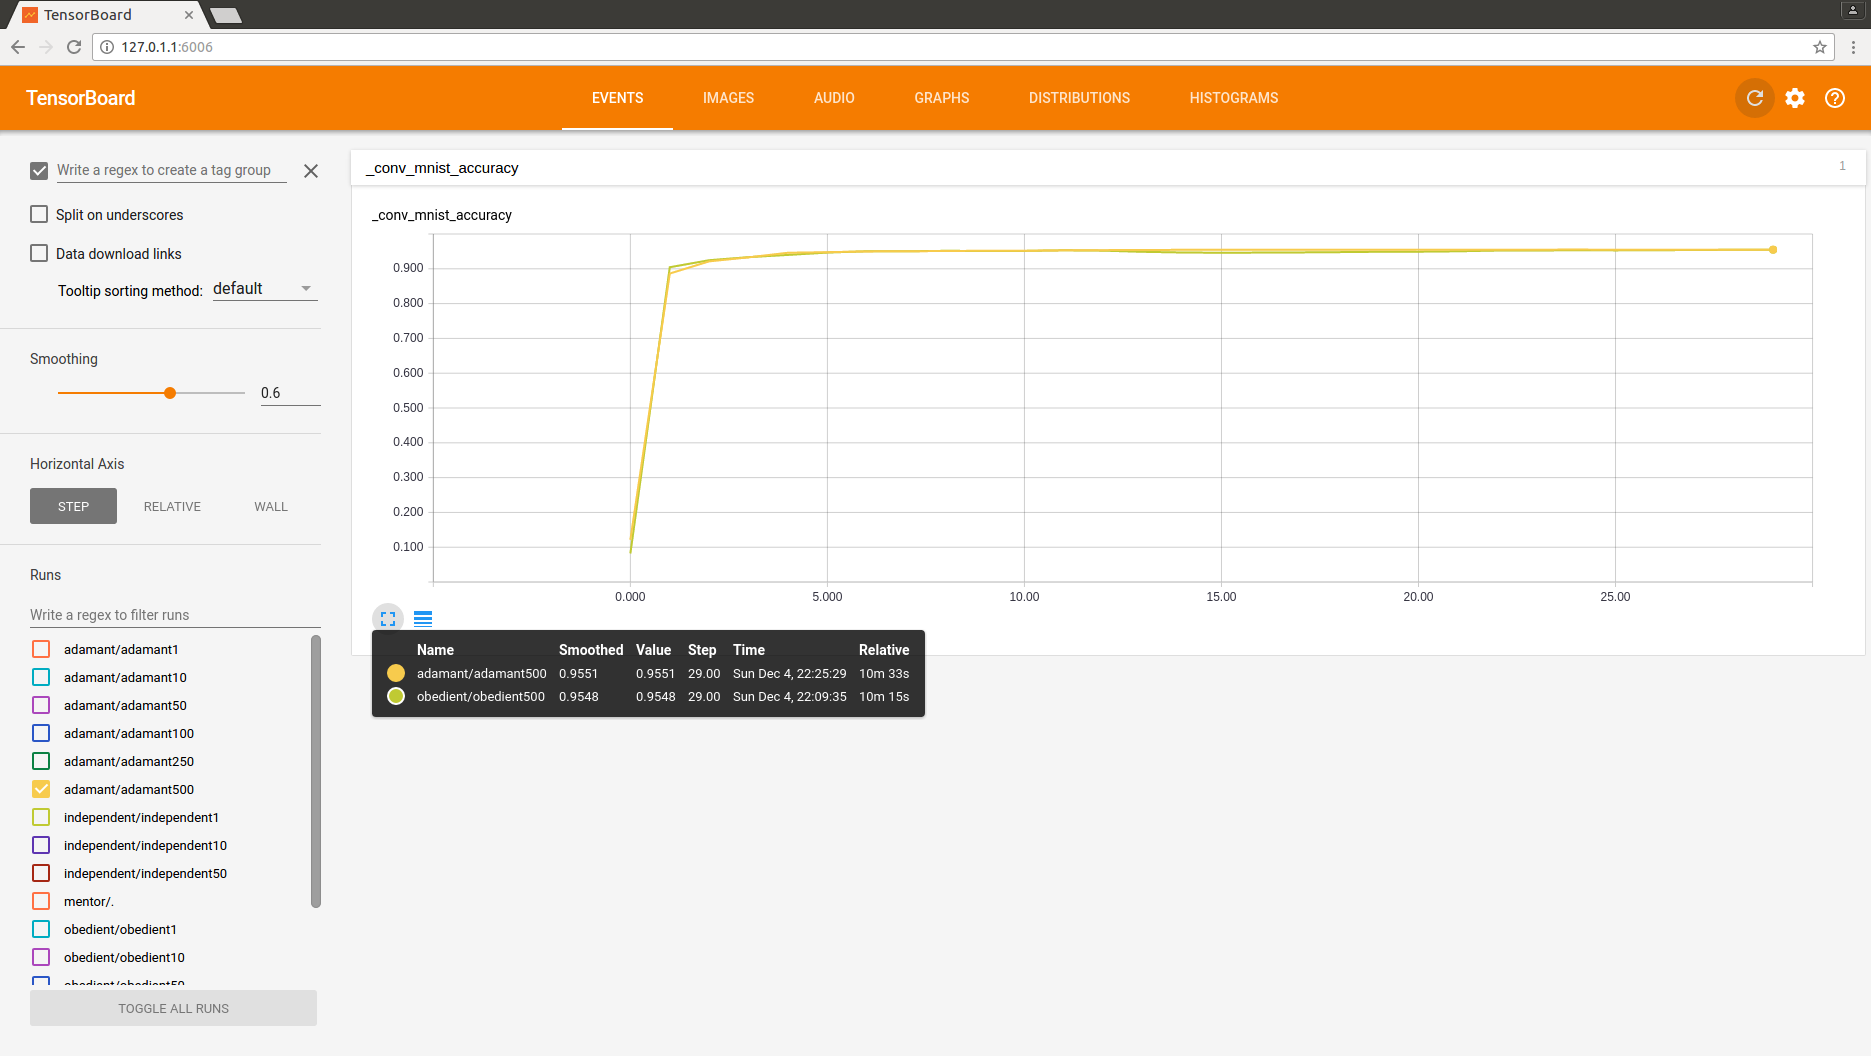 TensorBoard
127.0.1.1:6006
TensorBoard EVENTS IMAGES AUDIO GRAPHS DISTRIBUTIONS HISTOGRAMS
Write a regex to create a tag group
Split on underscores
Data download links
Tooltip sorting method: default
Smoothing
0.6
Horizontal Axis
STEP RELATIVE WALL
Runs
Write a regex to filter runs
adamant/adamant1
adamant/adamant10
adamant/adamant50
adamant/adamant100
adamant/adamant250
adamant/adamant500
independent/independent1
independent/independent10
independent/independent50
mentor/.
obedient/obedient1
obedient/obedient10
obedient/obedient50
TOGGLE ALL RUNS
_conv_mnist_accuracy 1
_conv_mnist_accuracy
0.900
0.800
0.700
0.600
0.500
0.400
0.300
0.200
0.100
0.000 5.000 10.00 15.00 20.00 25.00
Name Smoothed Value Step Time Relative
adamant/adamant500 0.9551 0.9551 29.00 Sun Dec 4, 22:25:29 10m 33s
obedient/obedient500 0.9548 0.9548 29.00 Sun Dec 4, 22:09:35 10m 15s